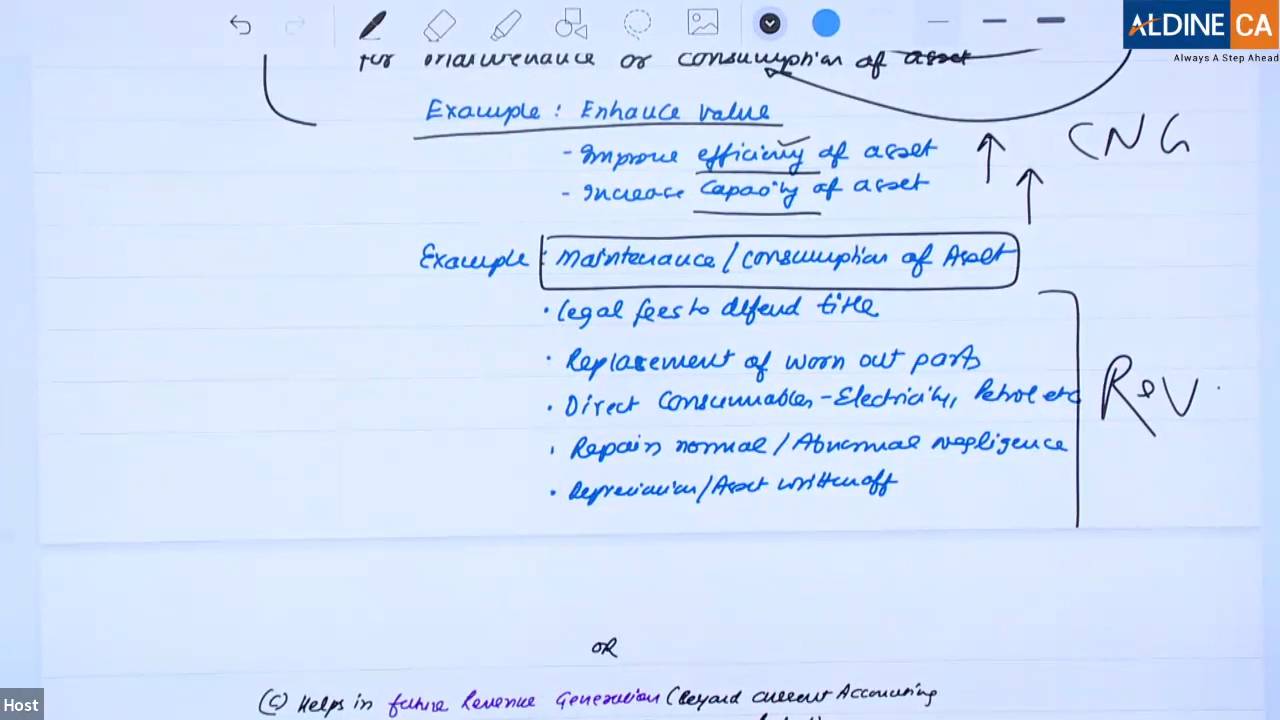 ALDINE CA
Always A Step Ahead
for maintenance or consumption of asset
Example : Enhance value
- Improve efficiency of asset
CNG
- Increase capacity of asset
Example : Maintenance / consumption of Asset
· Legal fees to defend title
· Replacement of worn out parts
· Direct consumables - Electricity, Petrol etc
Rev.
· Repairs normal / Abnormal negligence
· Depreciation / Asset written off
OR
(C) Helps in future Revenue Generation (beyond current Accounting
Host